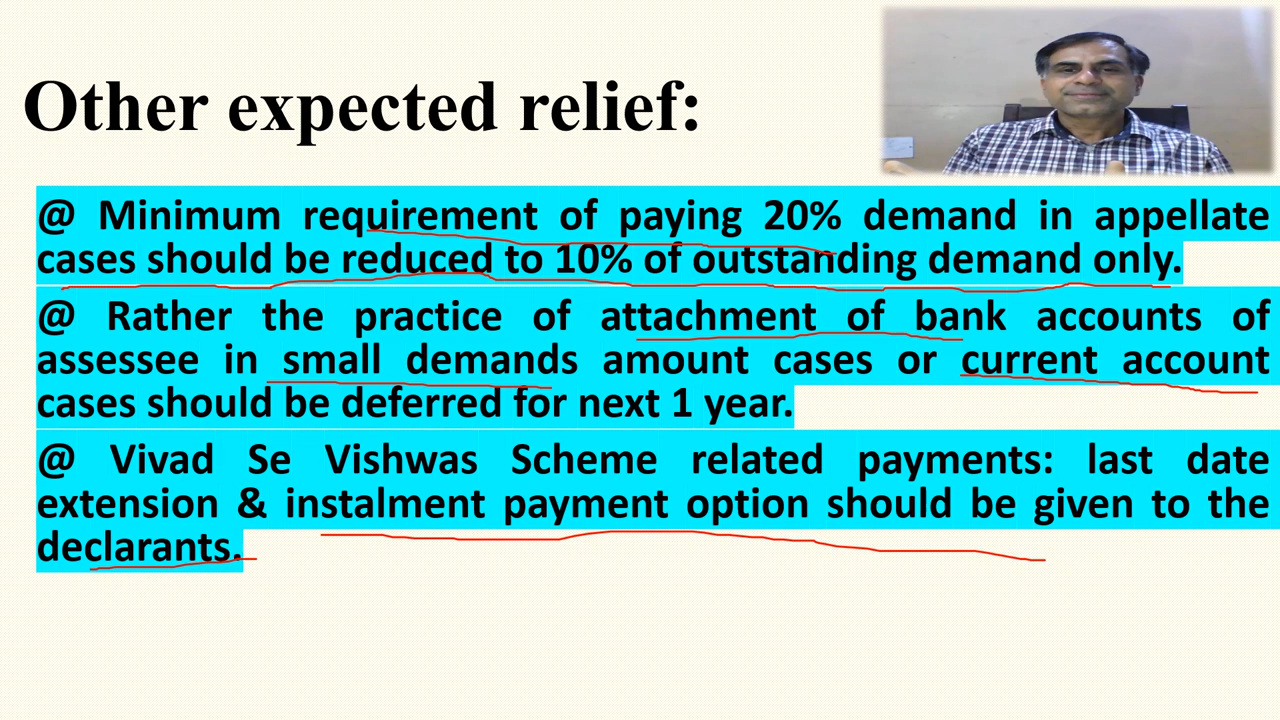 Other expected relief:
@ Minimum requirement of paying 20% demand in appellate
cases should be reduced to 10% of outstanding demand only.
@ Rather the practice of attachment of bank accounts of
assessee in small demands amount cases or current account
cases should be deferred for next 1 year.
@ Vivad Se Vishwas Scheme related payments: last date
extension & instalment payment option should be given to the
declarants.